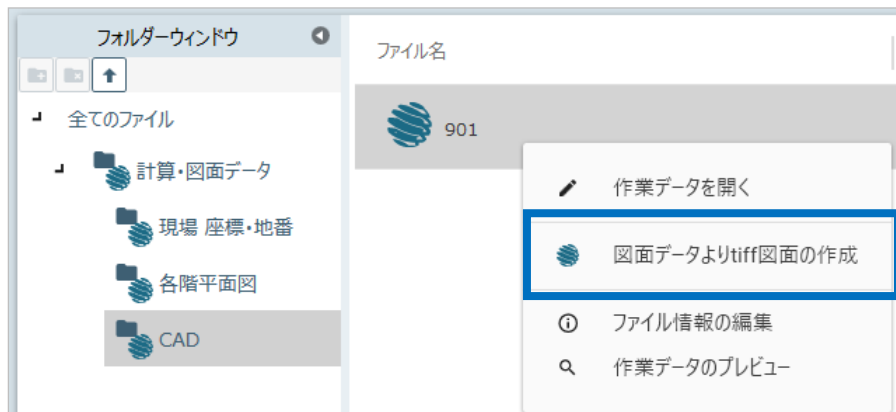 フォルダーウィンドウ
ファイル名
全てのファイル
計算・図面データ
現場 座標・地番
各階平面図
CAD
901
作業データを開く
図面データよりtiff図面の作成
ファイル情報の編集
作業データのプレビュー